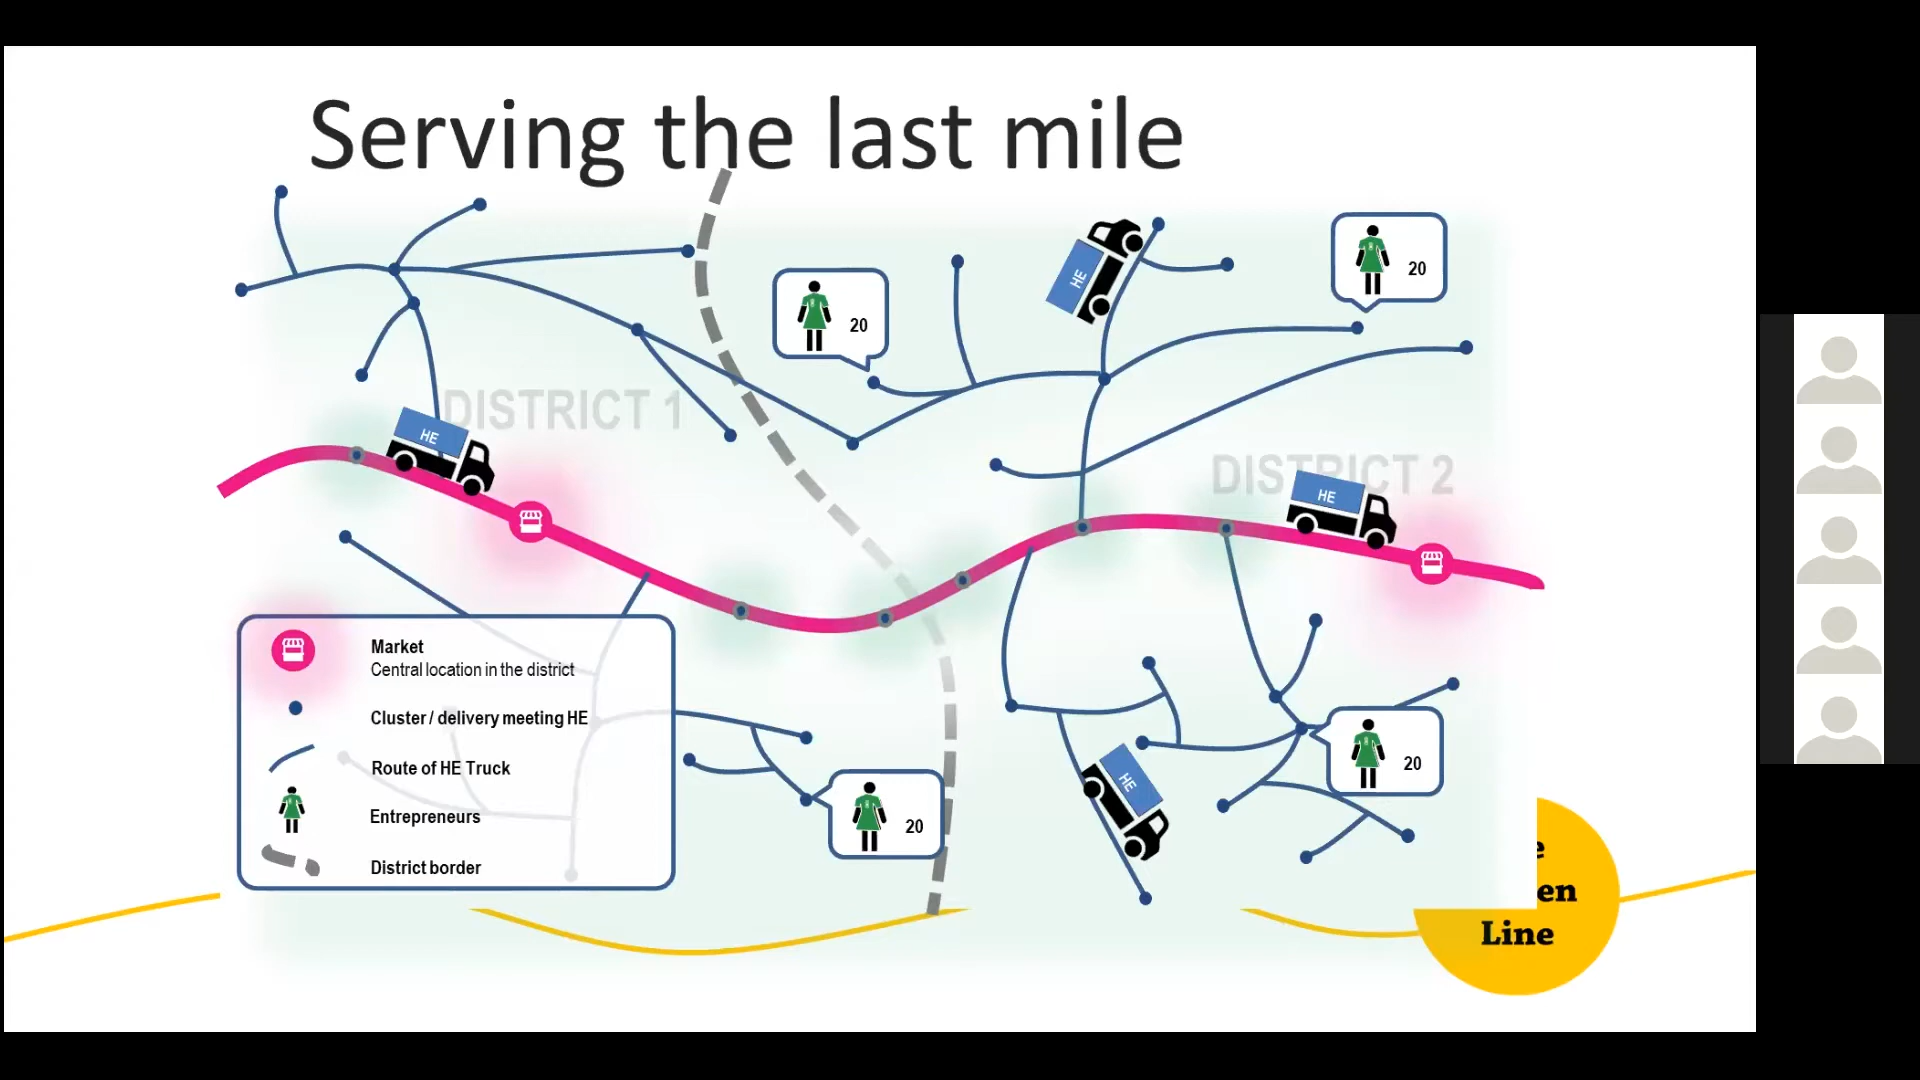 Serving the last mile
HE
20
20
DISTRICT 1
HE
DISTRICT 2
HE
Market
Central location in the district
Cluster / delivery meeting HE
Route of HE Truck
Entrepreneurs
District border
HE
20
20
en
Line